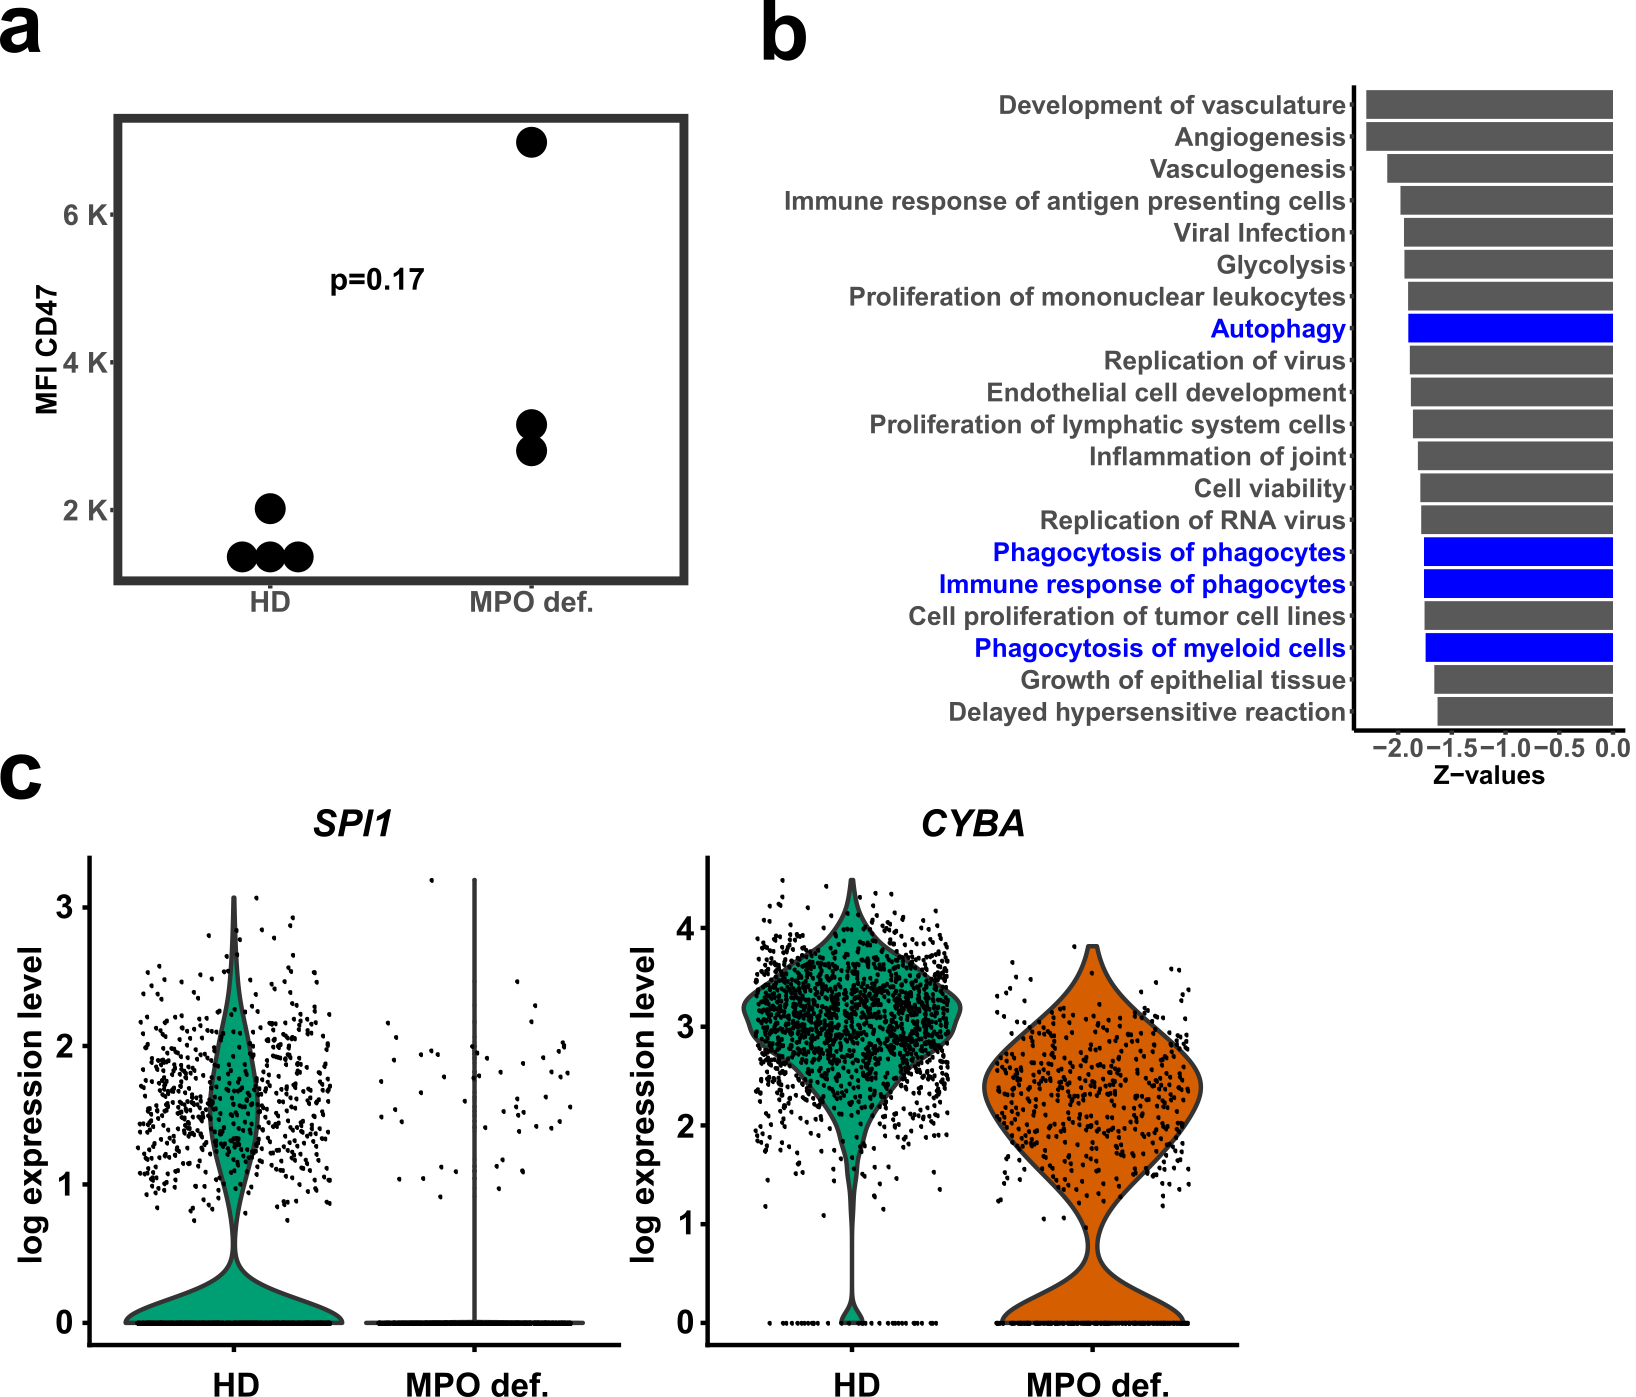 a
MFI CD47
6 K
4 K
2 K
p=0.17
HD
MPO def.
b
Development of vasculature
Angiogenesis
Vasculogenesis
Immune response of antigen presenting cells
Viral Infection
Glycolysis
Proliferation of mononuclear leukocytes
Autophagy
Replication of virus
Endothelial cell development
Proliferation of lymphatic system cells
Inflammation of joint
Cell viability
Replication of RNA virus
Phagocytosis of phagocytes
Immune response of phagocytes
Cell proliferation of tumor cell lines
Phagocytosis of myeloid cells
Growth of epithelial tissue
Delayed hypersensitive reaction
−2.0 −1.5 −1.0 −0.5 0.0
Z−values
c
SPI1
log expression level
3
2
1
0
HD
MPO def.
CYBA
log expression level
4
3
2
1
0
HD
MPO def.